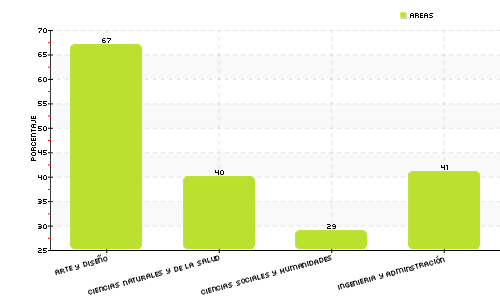 AREAS
70
65
60
55
50
45
40
35
30
25
PORCENTAJE
67
40
29
41
ARTE y DISEÑO
CIENCIAS NATURALES y DE LA SALUD
CIENCIAS SOCIALES y HUMANIDADES
INGENIERIA y ADMINSTRACIÓN